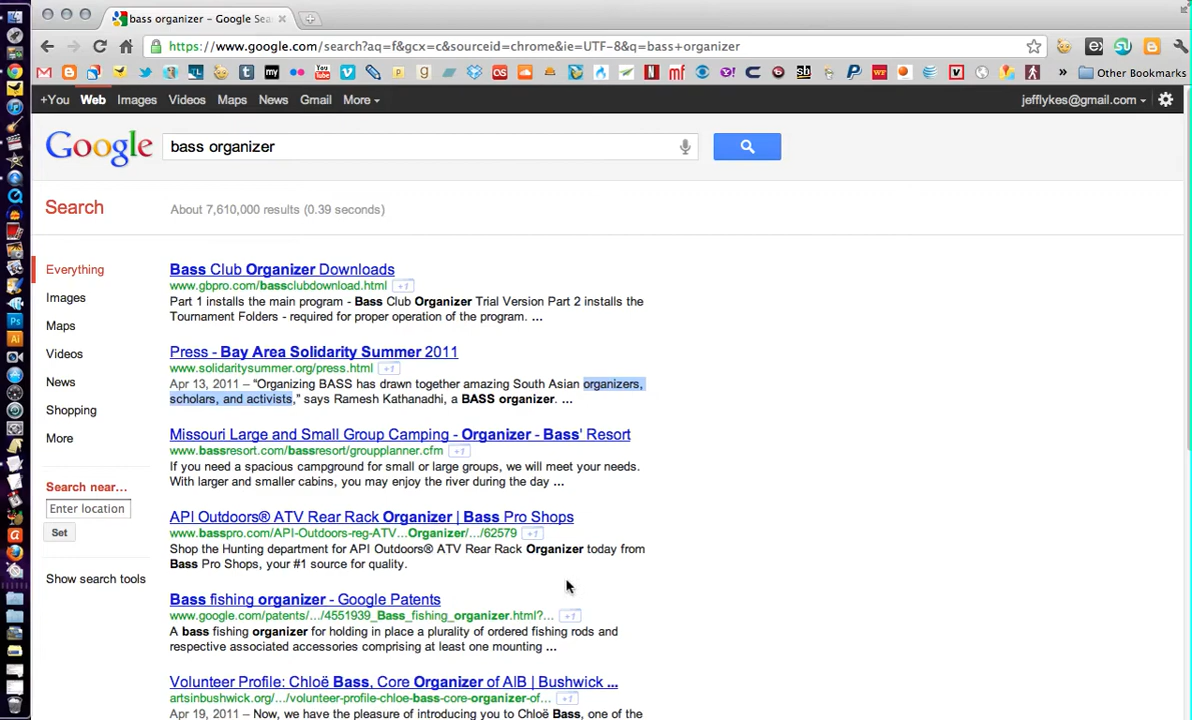 bass organizer – Google Sea
https://www.google.com/search?aq=f&gcx=c&sourceid=chrome&ie=UTF-8&q=bass+organizer
Other Bookmarks
+You Web Images Videos Maps News Gmail More
jefflykes@gmail.com
Google
bass organizer
Search
About 7,610,000 results (0.39 seconds)
Everything
Images
Maps
Videos
News
Shopping
More
Search near...
Enter location
Set
Show search tools
Bass Club Organizer Downloads
www.gbpro.com/bassclubdownload.html +1
Part 1 installs the main program - Bass Club Organizer Trial Version Part 2 installs the
Tournament Folders - required for proper operation of the program. ...
Press - Bay Area Solidarity Summer 2011
www.solidaritysummer.org/press.html +1
Apr 13, 2011 – "Organizing BASS has drawn together amazing South Asian organizers,
scholars, and activists," says Ramesh Kathanadhi, a BASS organizer. ...
Missouri Large and Small Group Camping - Organizer - Bass' Resort
www.bassresort.com/bassresort/groupplanner.cfm +1
If you need a spacious campground for small or large groups, we will meet your needs.
With larger and smaller cabins, you may enjoy the river during the day ...
API Outdoors® ATV Rear Rack Organizer | Bass Pro Shops
www.basspro.com/API-Outdoors-reg-ATV...Organizer/.../62579 +1
Shop the Hunting department for API Outdoors® ATV Rear Rack Organizer today from
Bass Pro Shops, your #1 source for quality.
Bass fishing organizer - Google Patents
www.google.com/patents/.../4551939_Bass_fishing_organizer.html?... +1
A bass fishing organizer for holding in place a plurality of ordered fishing rods and
respective associated accessories comprising at least one mounting ...
Volunteer Profile: Chloë Bass, Core Organizer of AIB | Bushwick ...
artsinbushwick.org/.../volunteer-profile-chloe-bass-core-organizer-of... +1
Apr 19, 2011 – Now, we have the pleasure of introducing you to Chloë Bass, one of the